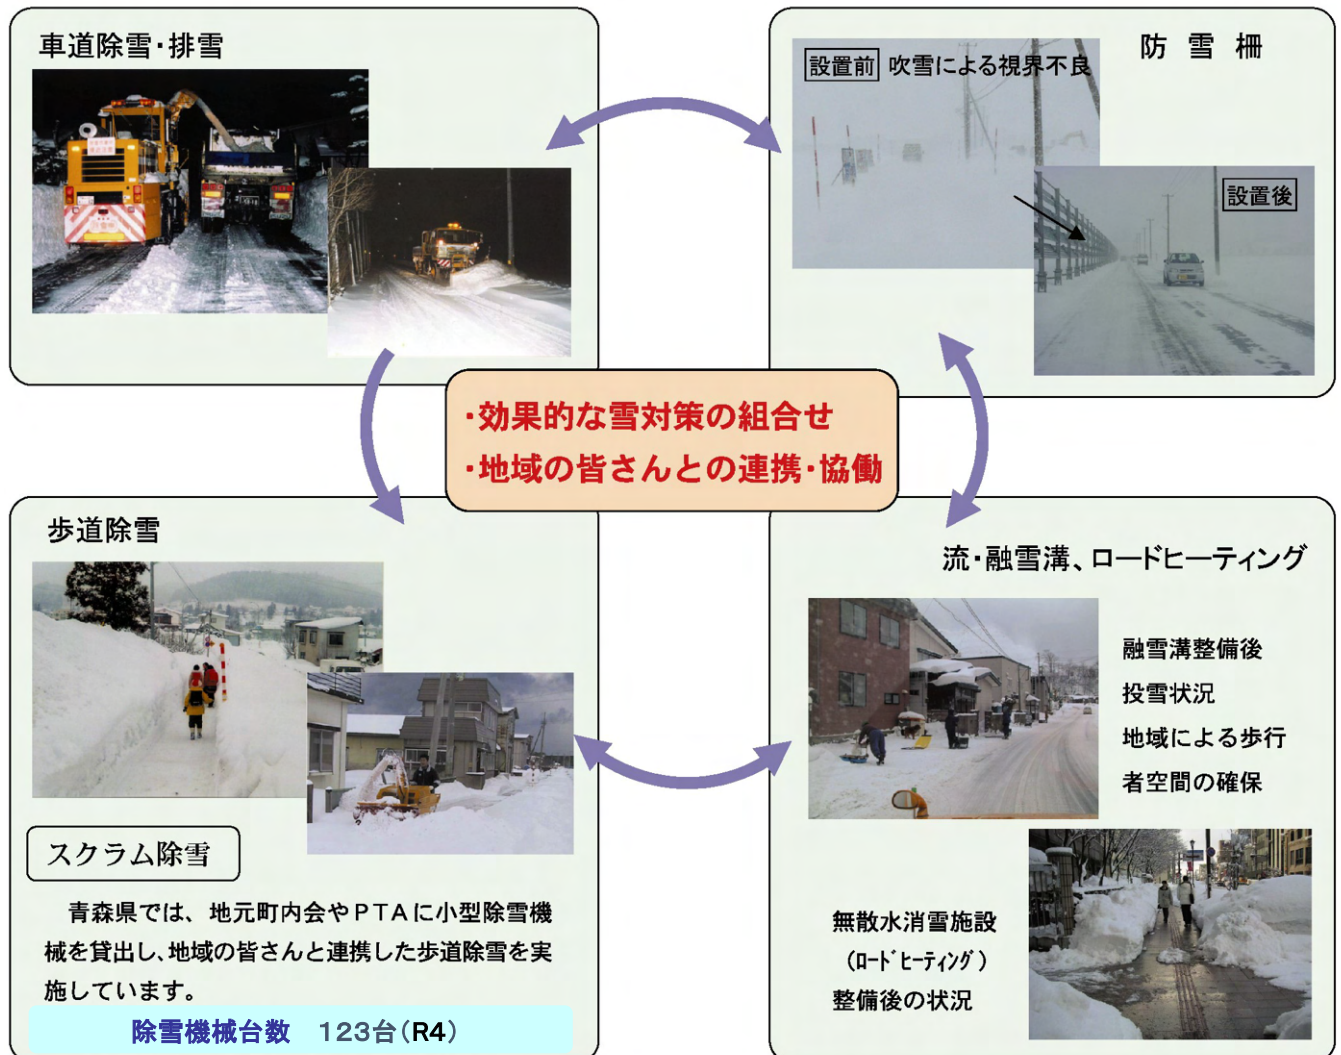 車道除雪・排雪
防雪柵
設置前 吹雪による視界不良
設置後
・効果的な雪対策の組合せ
・地域の皆さんとの連携・協働
歩道除雪
スクラム除雪
青森県では、地元町内会やPTAに小型除雪機
械を貸出し、地域の皆さんと連携した歩道除雪を実
施しています。
除雪機械台数 123台(R4)
流・融雪溝、ロードヒーティング
融雪溝整備後
投雪状況
地域による歩行
者空間の確保
無散水消雪施設
(ロードヒーティング)
整備後の状況